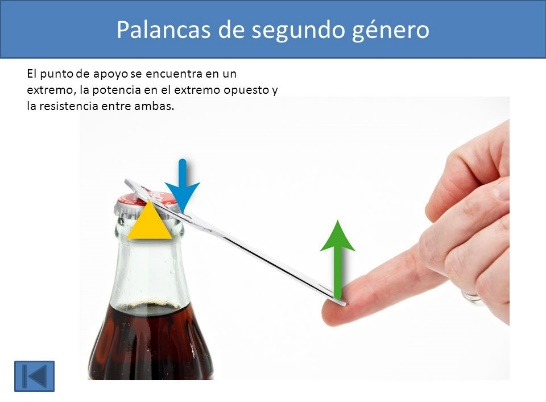 Palancas de segundo género
El punto de apoyo se encuentra en un
extremo, la potencia en el extremo opuesto y
la resistencia entre ambas.